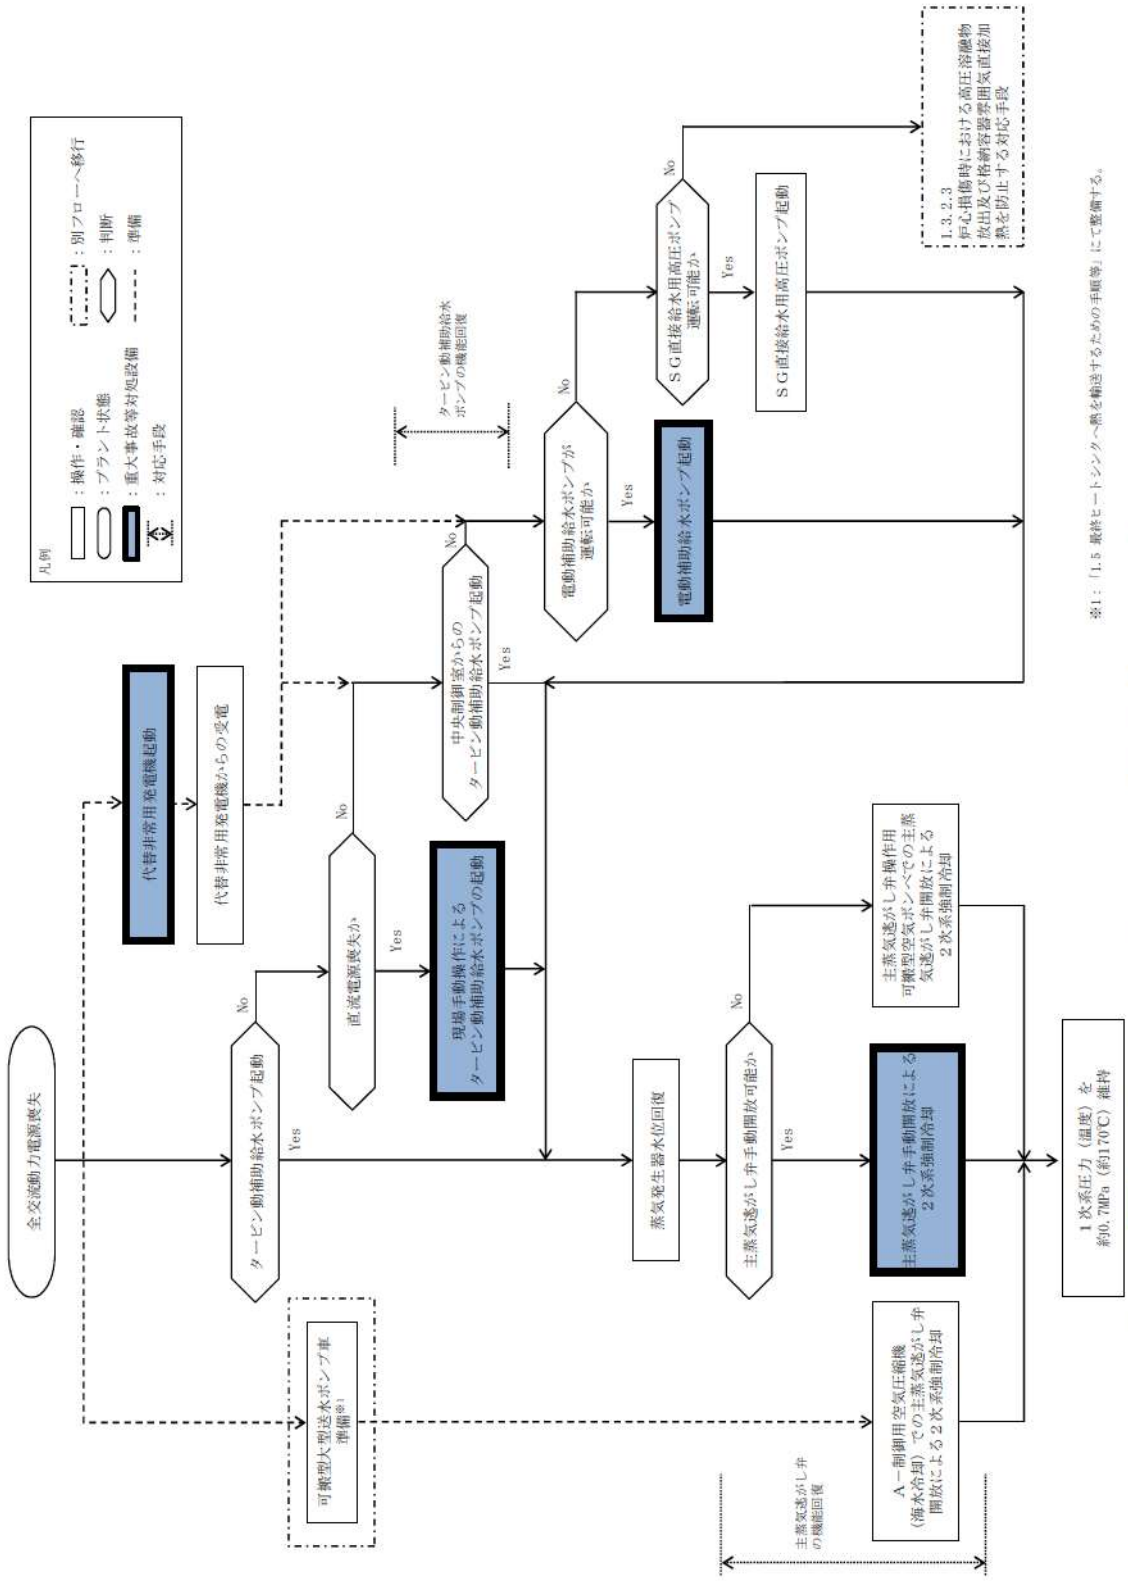 全交流動力電源喪失
代替非常用発電機起動
代替非常用発電機からの受電
凡例
：操作・確認
：プラント状態
：重大事故等対処設備
：対応手段
：別フローへ移行
：判断
：準備
タービン動補助給水ポンプ起動
No
Yes
可搬型大型送水ポンプ車
準備※1
直流電源喪失か
No
Yes
タービン動補助給水
ポンプの機能回復
現場手動操作による
タービン動補助給水ポンプの起動
中央制御室からの
タービン動補助給水ポンプ起動
No
Yes
電動補助給水ポンプが
運転可能か
No
Yes
電動補助給水ポンプ起動
ＳＧ直接給水用高圧ポンプ
運転可能か
No
Yes
ＳＧ直接給水用高圧ポンプ起動
蒸気発生器水位回復
主蒸気逃がし弁手動開放可能か
No
Yes
主蒸気逃がし弁
の機能回復
Ａ－制御用空気圧縮機
（海水冷却）での主蒸気逃がし弁
開放による２次系強制冷却
主蒸気逃がし弁手動開放による
２次系強制冷却
主蒸気逃がし弁操作用
可搬型空気ボンベでの主蒸
気逃がし弁開放による
２次系強制冷却
1.3.2.3
炉心損傷時における高圧溶融物
放出及び格納容器雰囲気直接加
熱を防止する対応手段
１次系圧力（温度）を
約0.7MPa（約170℃）維持
※1：「1.5 最終ヒートシンクへ熱を輸送するための手順等」にて整備する。